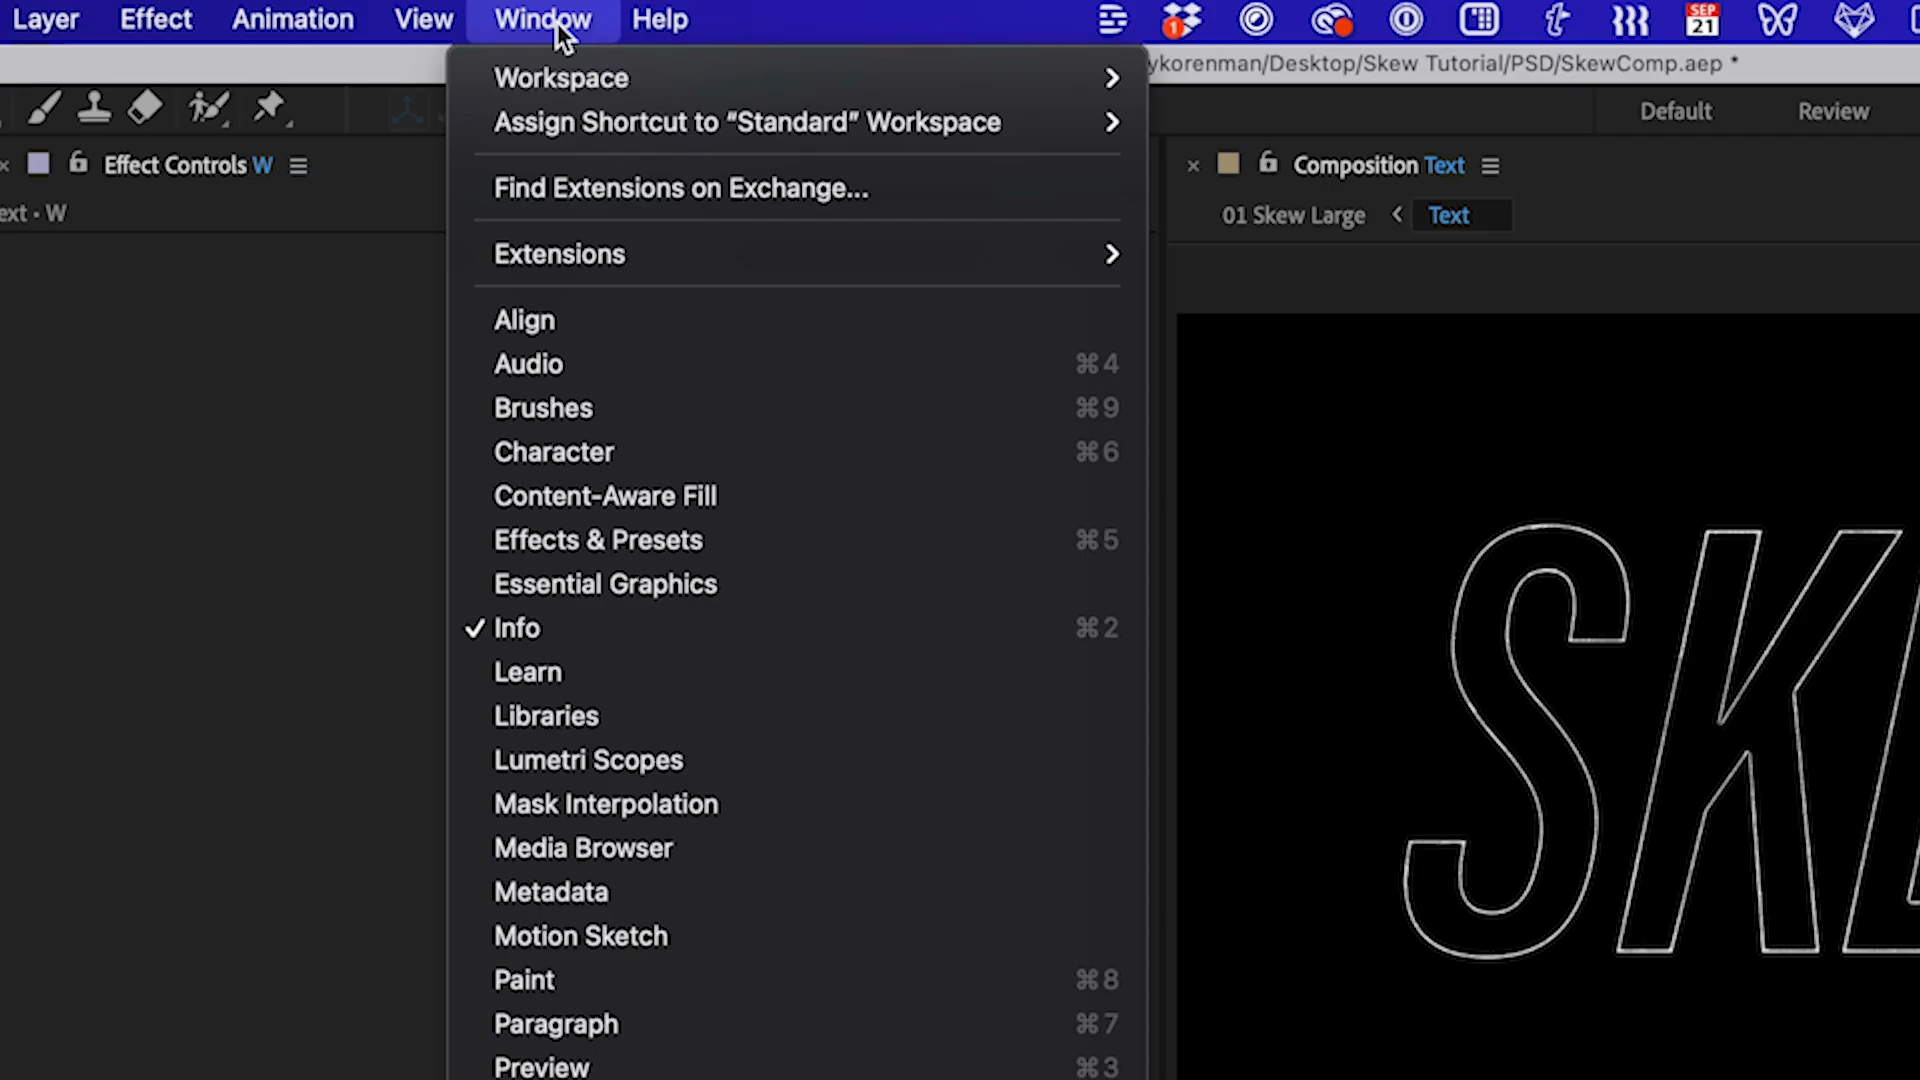 Layer Effect Animation View Window Help
1 SEP 21
ykorenman/Desktop/Skew Tutorial/PSD/SkewComp.aep *
Default Review
Effect Controls W
ext • W
Workspace
Assign Shortcut to “Standard” Workspace
Find Extensions on Exchange...
Extensions
Align
Audio ⌘4
Brushes ⌘9
Character ⌘6
Content-Aware Fill
Effects & Presets ⌘5
Essential Graphics
✓ Info ⌘2
Learn
Libraries
Lumetri Scopes
Mask Interpolation
Media Browser
Metadata
Motion Sketch
Paint ⌘8
Paragraph ⌘7
Preview ⌘3
Composition Text
01 Skew Large < Text
SKE